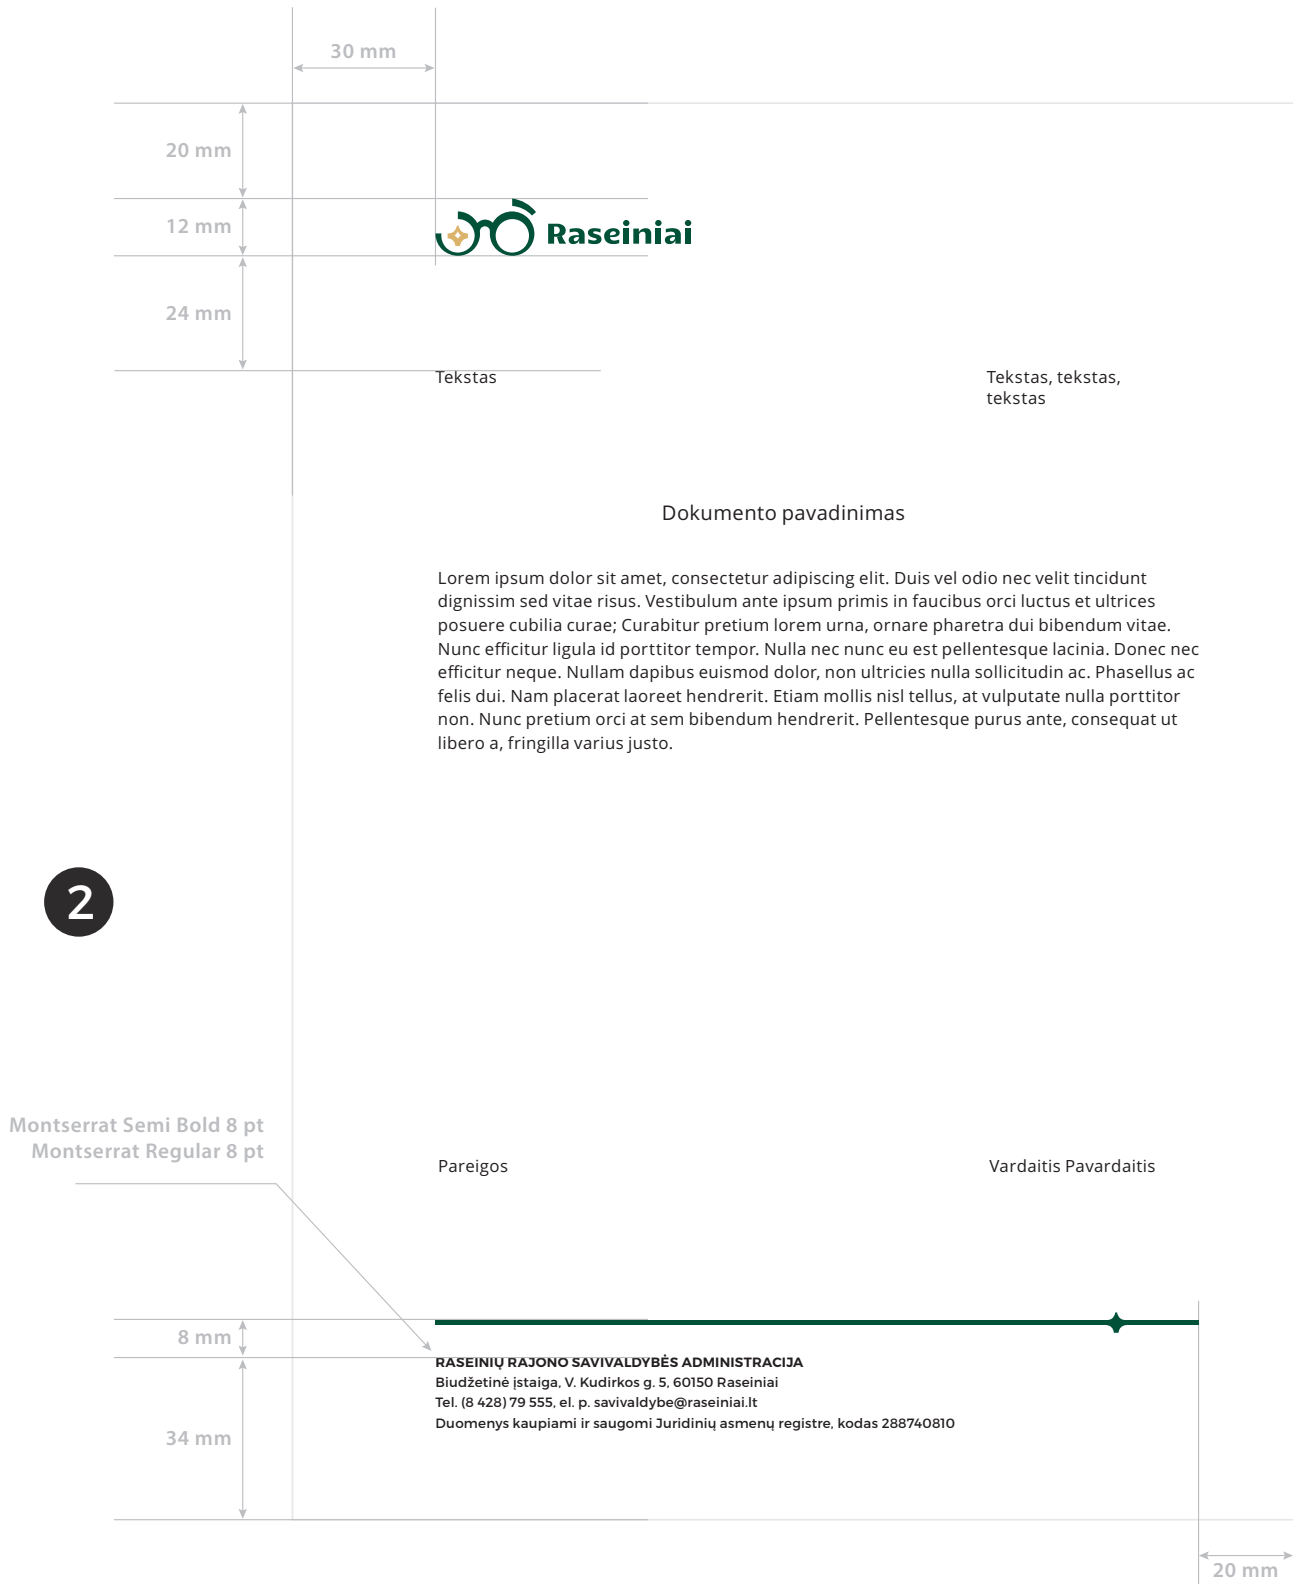 30 mm
20 mm
12 mm
Raseiniai
24 mm
Tekstas
Tekstas, tekstas,
tekstas
Dokumento pavadinimas
Lorem ipsum dolor sit amet, consectetur adipiscing elit. Duis vel odio nec velit tincidunt
dignissim sed vitae risus. Vestibulum ante ipsum primis in faucibus orci luctus et ultrices
posuere cubilia curae; Curabitur pretium lorem urna, ornare pharetra dui bibendum vitae.
Nunc efficitur ligula id porttitor tempor. Nulla nec nunc eu est pellentesque lacinia. Donec nec
efficitur neque. Nullam dapibus euismod dolor, non ultricies nulla sollicitudin ac. Phasellus ac
felis dui. Nam placerat laoreet hendrerit. Etiam mollis nisl tellus, at vulputate nulla porttitor
non. Nunc pretium orci at sem bibendum hendrerit. Pellentesque purus ante, consequat ut
libero a, fringilla varius justo.
2
Montserrat Semi Bold 8 pt
Montserrat Regular 8 pt
Pareigos
Vardaitis Pavardaitis
8 mm
RASEINIŲ RAJONO SAVIVALDYBĖS ADMINISTRACIJA
Biudžetinė įstaiga, V. Kudirkos g. 5, 60150 Raseiniai
Tel. (8 428) 79 555, el. p. savivaldybe@raseiniai.lt
Duomenys kaupiami ir saugomi Juridinių asmenų registre, kodas 288740810
34 mm
20 mm